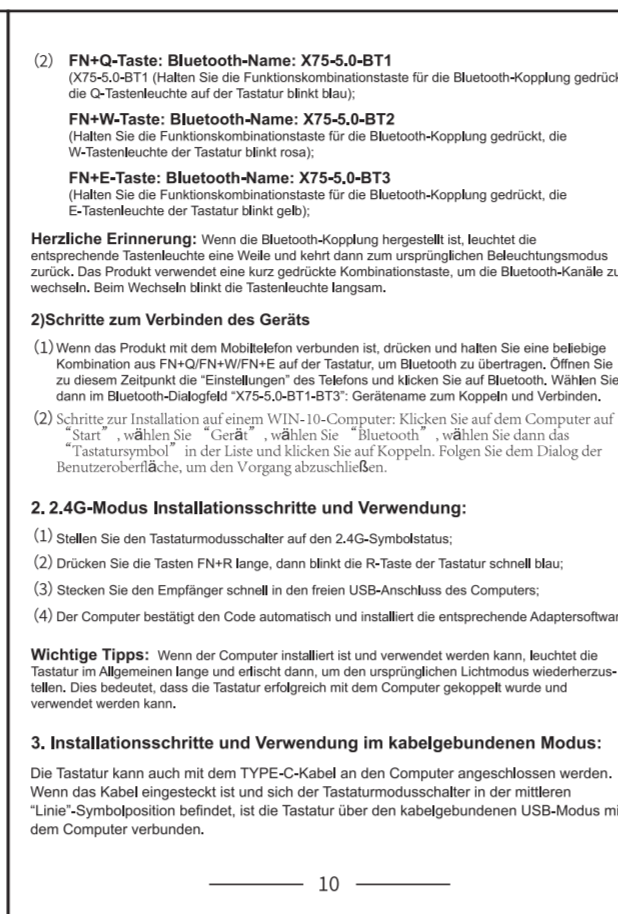 (2) FN+Q-Taste: Bluetooth-Name: X75-5.0-BT1
(X75-5.0-BT1 (Halten Sie die Funktionskombinationstaste für die Bluetooth-Kopplung gedrück
die Q-Tastenleuchte auf der Tastatur blinkt blau);
FN+W-Taste: Bluetooth-Name: X75-5.0-BT2
(Halten Sie die Funktionskombinationstaste für die Bluetooth-Kopplung gedrückt, die
W-Tastenleuchte der Tastatur blinkt rosa);
FN+E-Taste: Bluetooth-Name: X75-5.0-BT3
(Halten Sie die Funktionskombinationstaste für die Bluetooth-Kopplung gedrückt, die
E-Tastenleuchte der Tastatur blinkt gelb);
Herzliche Erinnerung: Wenn die Bluetooth-Kopplung hergestellt ist, leuchtet die
entsprechende Tastenleuchte eine Weile und kehrt dann zum ursprünglichen Beleuchtungsmodus
zurück. Das Produkt verwendet eine kurz gedrückte Kombinationstaste, um die Bluetooth-Kanäle zu
wechseln. Beim Wechseln blinkt die Tastenleuchte langsam.
2)Schritte zum Verbinden des Geräts
(1) Wenn das Produkt mit dem Mobiltelefon verbunden ist, drücken und halten Sie eine beliebige
Kombination aus FN+Q/FN+W/FN+E auf der Tastatur, um Bluetooth zu übertragen. Öffnen Sie
zu diesem Zeitpunkt die "Einstellungen" des Telefons und klicken Sie auf Bluetooth. Wählen Sie
dann im Bluetooth-Dialogfeld "X75-5.0-BT1-BT3": Gerätename zum Koppeln und Verbinden.
(2) Schritte zur Installation auf einem WIN-10-Computer: Klicken Sie auf dem Computer auf
"Start", wählen Sie "Gerät", wählen Sie "Bluetooth", wählen Sie dann das
"Tastatursymbol" in der Liste und klicken Sie auf Koppeln. Folgen Sie dem Dialog der
Benutzeroberfläche, um den Vorgang abzuschließen.
2. 2.4G-Modus Installationsschritte und Verwendung:
(1) Stellen Sie den Tastaturmodusschalter auf den 2.4G-Symbolstatus;
(2) Drücken Sie die Tasten FN+R lange, dann blinkt die R-Taste der Tastatur schnell blau;
(3) Stecken Sie den Empfänger schnell in den freien USB-Anschluss des Computers;
(4) Der Computer bestätigt den Code automatisch und installiert die entsprechende Adaptersoftwar
Wichtige Tipps: Wenn der Computer installiert ist und verwendet werden kann, leuchtet die
Tastatur im Allgemeinen lange und erlischt dann, um den ursprünglichen Lichtmodus wiederherzus-
tellen. Dies bedeutet, dass die Tastatur erfolgreich mit dem Computer gekoppelt wurde und
verwendet werden kann.
3. Installationsschritte und Verwendung im kabelgebundenen Modus:
Die Tastatur kann auch mit dem TYPE-C-Kabel an den Computer angeschlossen werden.
Wenn das Kabel eingesteckt ist und sich der Tastaturmodusschalter in der mittleren
"Linie"-Symbolposition befindet, ist die Tastatur über den kabelgebundenen USB-Modus mi
dem Computer verbunden.
10